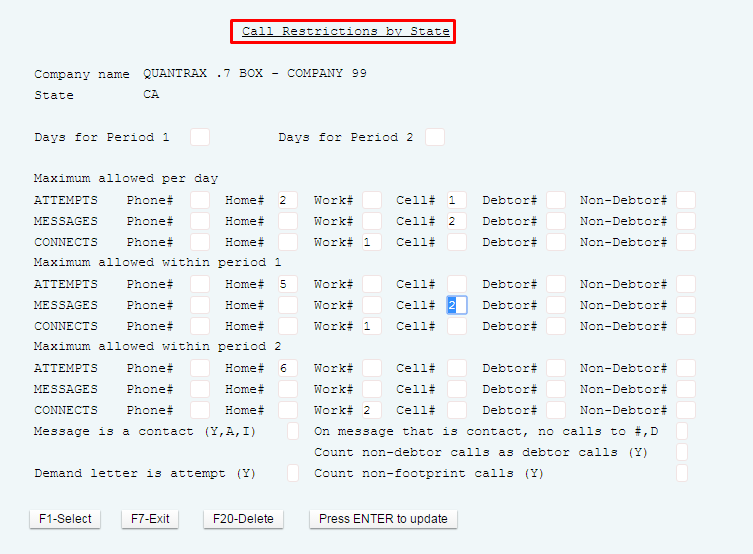 Call Restrictions by State
Company name QUANTRAX .7 BOX - COMPANY 99
State CA
Days for Period 1 Days for Period 2
Maximum allowed per day
ATTEMPTS Phone# Home# 2 Work# Cell# 1 Debtor# Non-Debtor#
MESSAGES Phone# Home# Work# Cell# 2 Debtor# Non-Debtor#
CONNECTS Phone# Home# Work# 1 Cell# Debtor# Non-Debtor#
Maximum allowed within period 1
ATTEMPTS Phone# Home# 5 Work# Cell# Debtor# Non-Debtor#
MESSAGES Phone# Home# Work# Cell# 2 Debtor# Non-Debtor#
CONNECTS Phone# Home# Work# 1 Cell# Debtor# Non-Debtor#
Maximum allowed within period 2
ATTEMPTS Phone# Home# 6 Work# Cell# Debtor# Non-Debtor#
MESSAGES Phone# Home# Work# Cell# Debtor# Non-Debtor#
CONNECTS Phone# Home# Work# 2 Cell# Debtor# Non-Debtor#
Message is a contact (Y,A,I) On message that is contact, no calls to #,D
Count non-debtor calls as debtor calls (Y)
Demand letter is attempt (Y) Count non-footprint calls (Y)
F1-Select F7-Exit F20-Delete Press ENTER to update